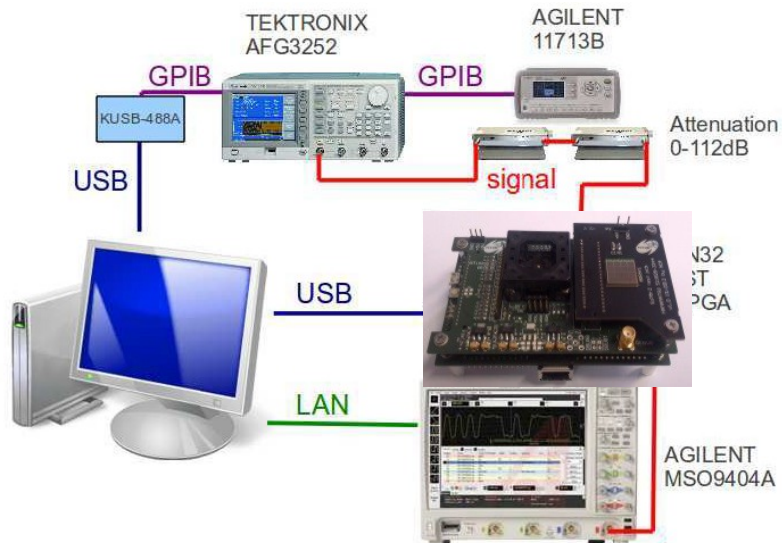 TEKTRONIX
AFG3252
AGILENT
11713B
GPIB
GPIB
KUSB-488A
Attenuation
0-112dB
USB
signal
N32
ST
PGA
USB
LAN
AGILENT
MSO9404A